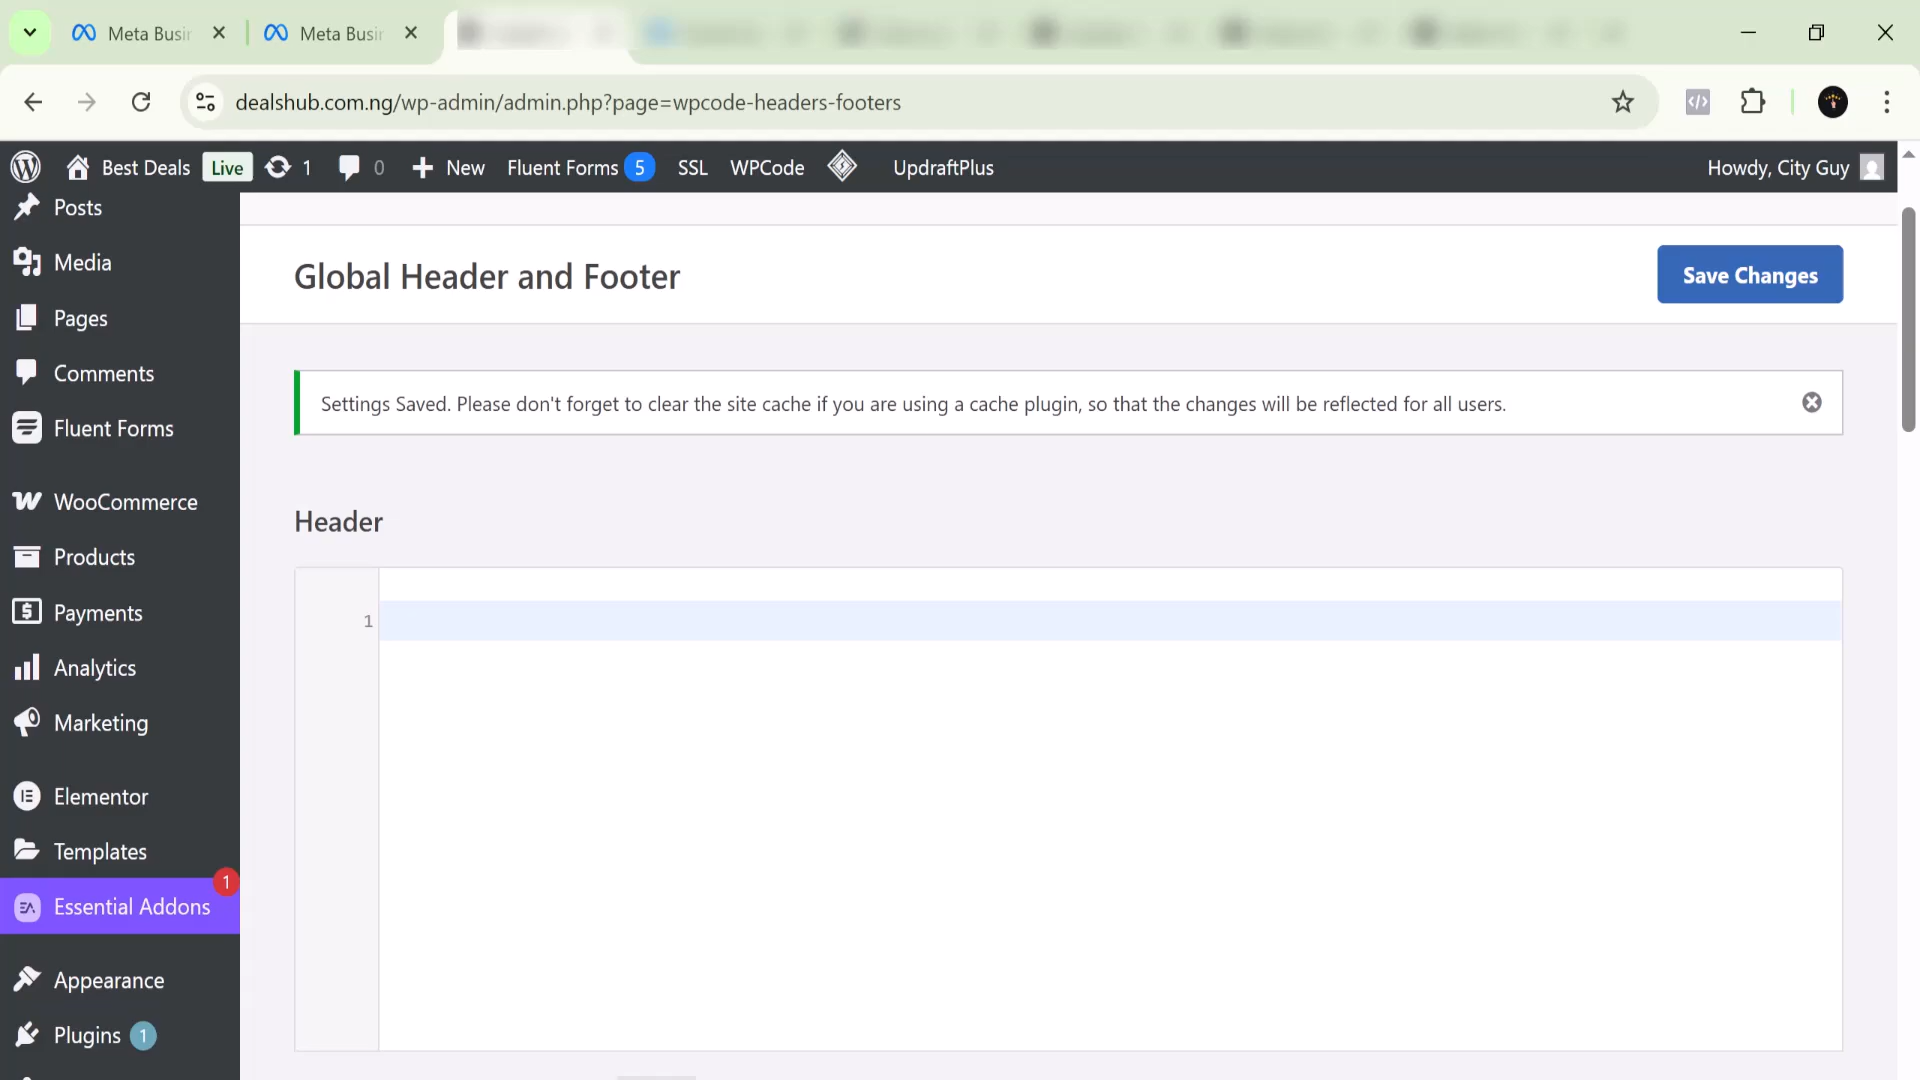 Meta Busin
Meta Busin
dealshub.com.ng/wp-admin/admin.php?page=wpcode-headers-footers
Best Deals Live 1 0 New Fluent Forms 5 SSL WPCode UpdraftPlus Howdy, City Guy
Posts
Media
Pages
Comments
Fluent Forms
WooCommerce
Products
Payments
Analytics
Marketing
Elementor
Templates
1
Essential Addons
Appearance
Plugins 1
Global Header and Footer
Save Changes
Settings Saved. Please don't forget to clear the site cache if you are using a cache plugin, so that the changes will be reflected for all users.
Header
1